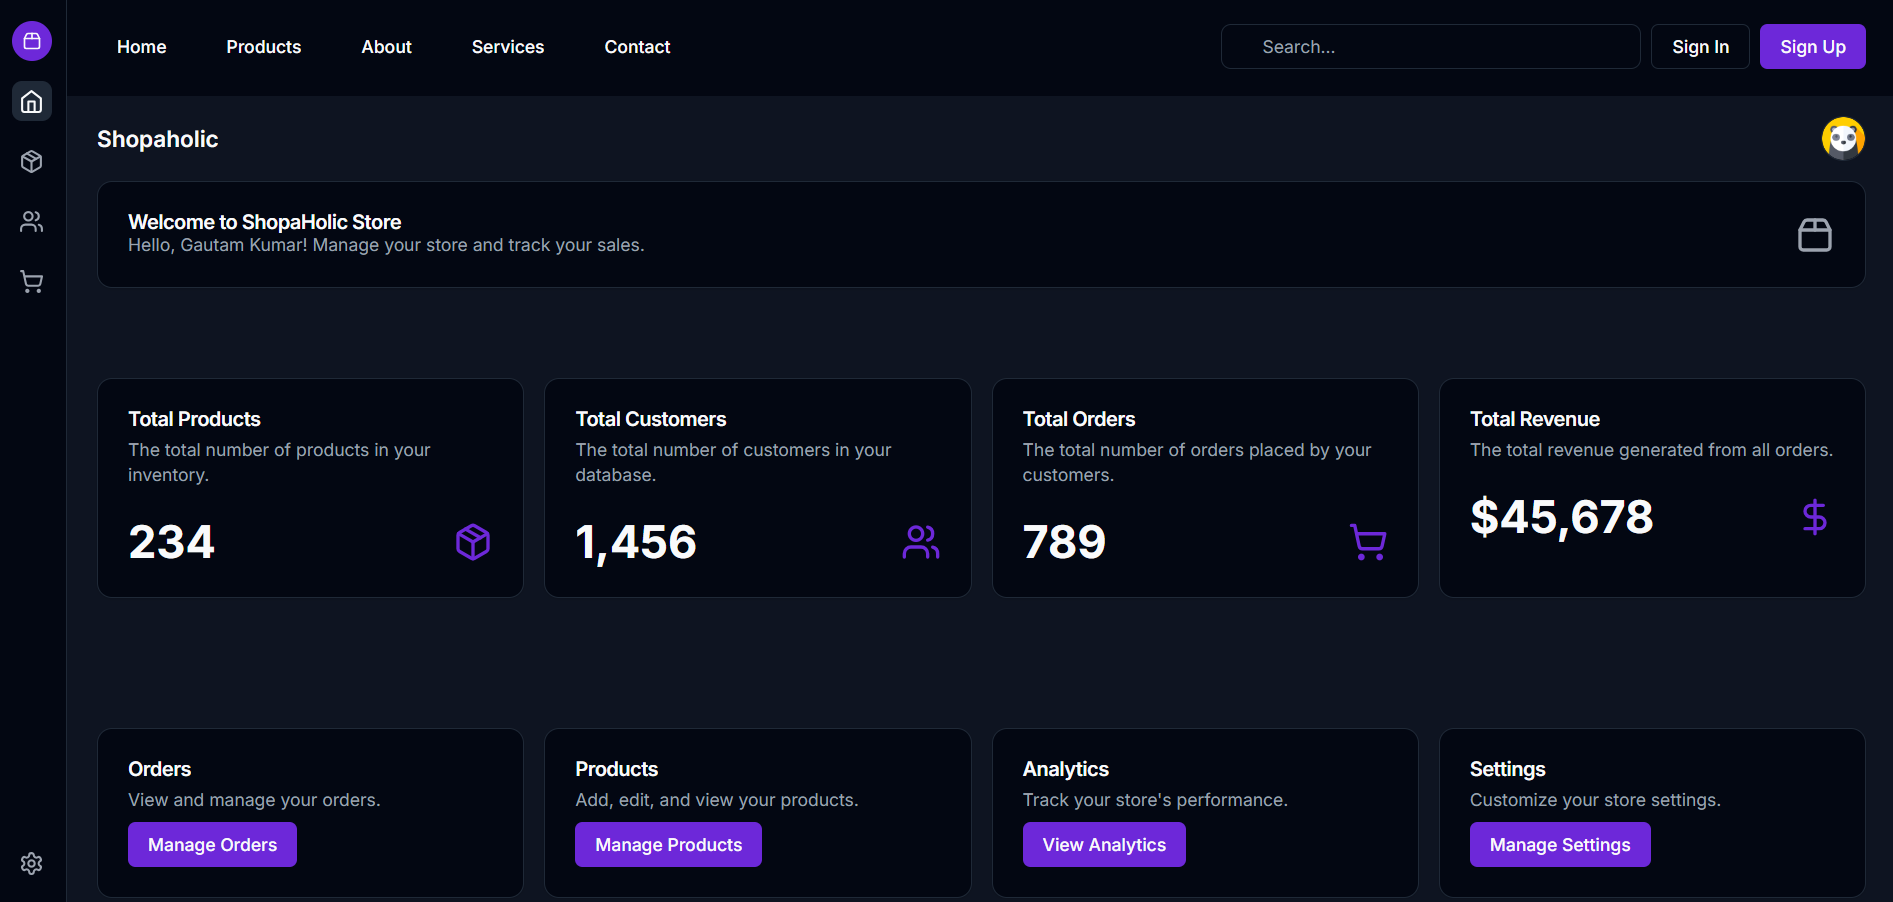 Home Products About Services Contact Search... Sign In Sign Up
Shopaholic
Welcome to ShopaHolic Store
Hello, Gautam Kumar! Manage your store and track your sales.
Total Products
The total number of products in your
inventory.
234
Total Customers
The total number of customers in your
database.
1,456
Total Orders
The total number of orders placed by your
customers.
789
Total Revenue
The total revenue generated from all orders.
$45,678
Orders
View and manage your orders.
Manage Orders
Products
Add, edit, and view your products.
Manage Products
Analytics
Track your store's performance.
View Analytics
Settings
Customize your store settings.
Manage Settings